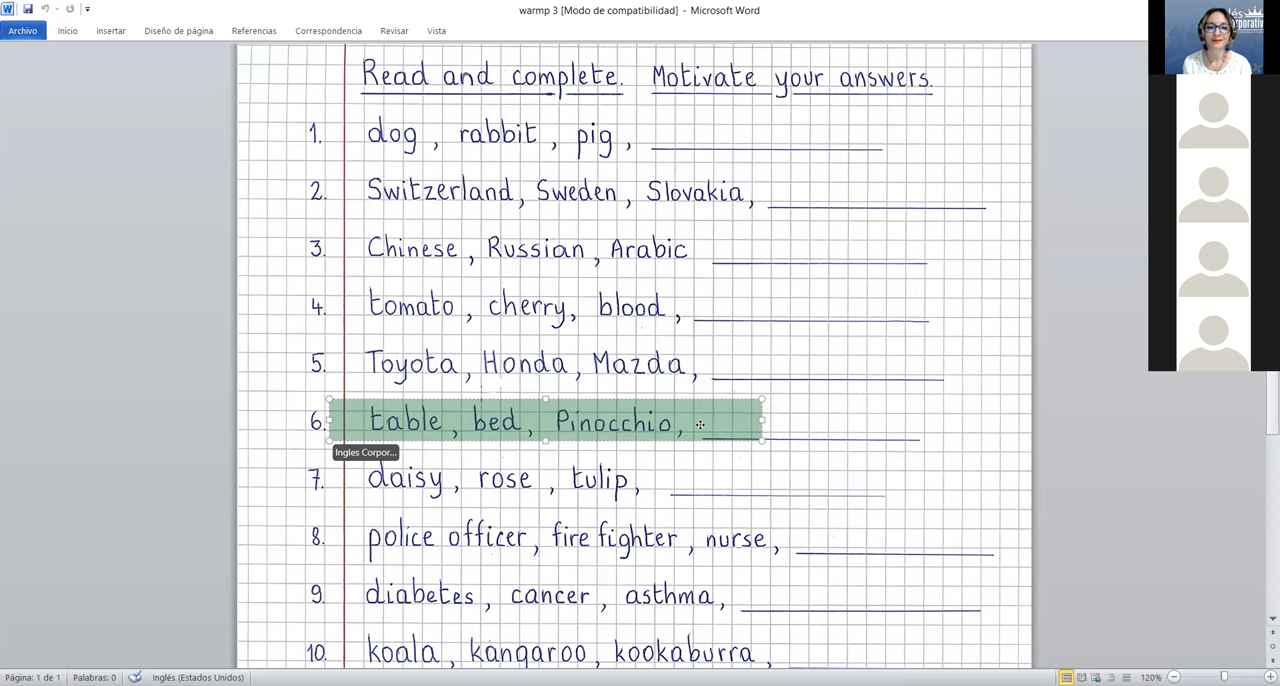 warmp 3 [Modo de compatibilidad] - Microsoft Word
Archivo Inicio Insertar Diseño de página Referencias Correspondencia Revisar Vista
Read and complete. Motivate your answers.
1. dog, rabbit, pig,
2. Switzerland, Sweden, Slovakia,
3. Chinese, Russian, Arabic
4. tomato, cherry, blood,
5. Toyota, Honda, Mazda,
6. table, bed, Pinocchio,
Ingles Corpor...
7. daisy, rose, tulip,
8. police officer, fire fighter, nurse,
9. diabetes, cancer, asthma,
10. koala, kangaroo, kookaburra,
Página: 1 de 1 Palabras: 0 Inglés (Estados Unidos) 120%